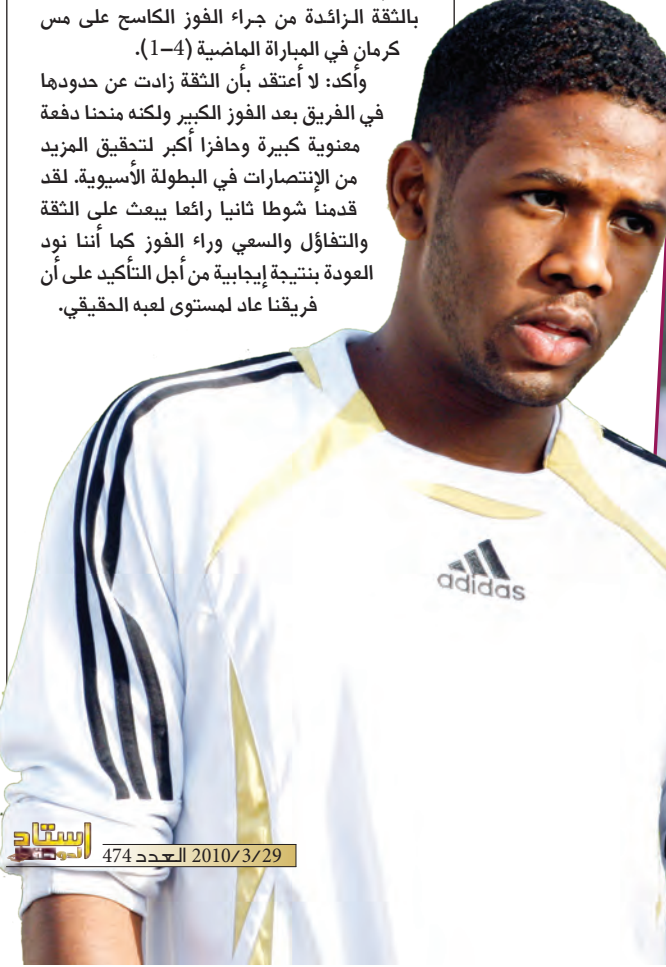 بالثقة الزائدة من جراء الفوز الكاسح على مس
كرمان في المباراة الماضية (4-1).
وأكد: لا أعتقد بأن الثقة زادت عن حدودها
في الفريق بعد الفوز الكبير ولكنه منحنا دفعة
معنوية كبيرة وحافزا أكبر لتحقيق المزيد
من الإنتصارات في البطولة الأسيوية. لقد
قدمنا شوطا ثانيا رائعا يبعث على الثقة
والتفاؤل والسعي وراء الفوز كما أننا نود
العودة بنتيجة إيجابية من أجل التأكيد على أن
فريقنا عاد لمستوى لعبه الحقيقي.
adidas
إستاد الدوحة
2010/3/29 العدد 474